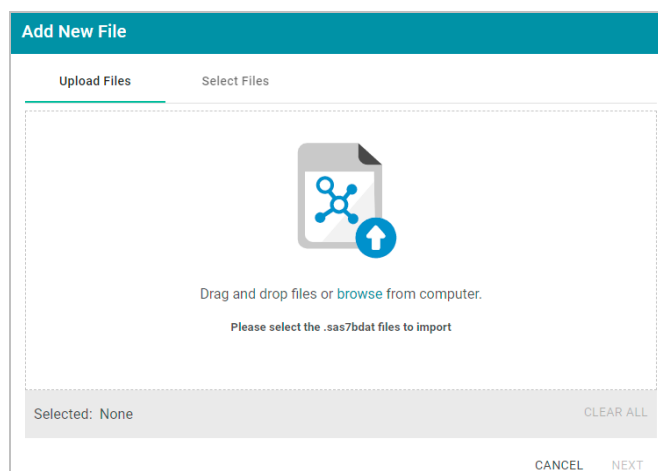 Add New File
Upload Files Select Files
Drag and drop files or browse from computer.
Please select the .sas7bdat files to import
Selected: None CLEAR ALL
CANCEL NEXT